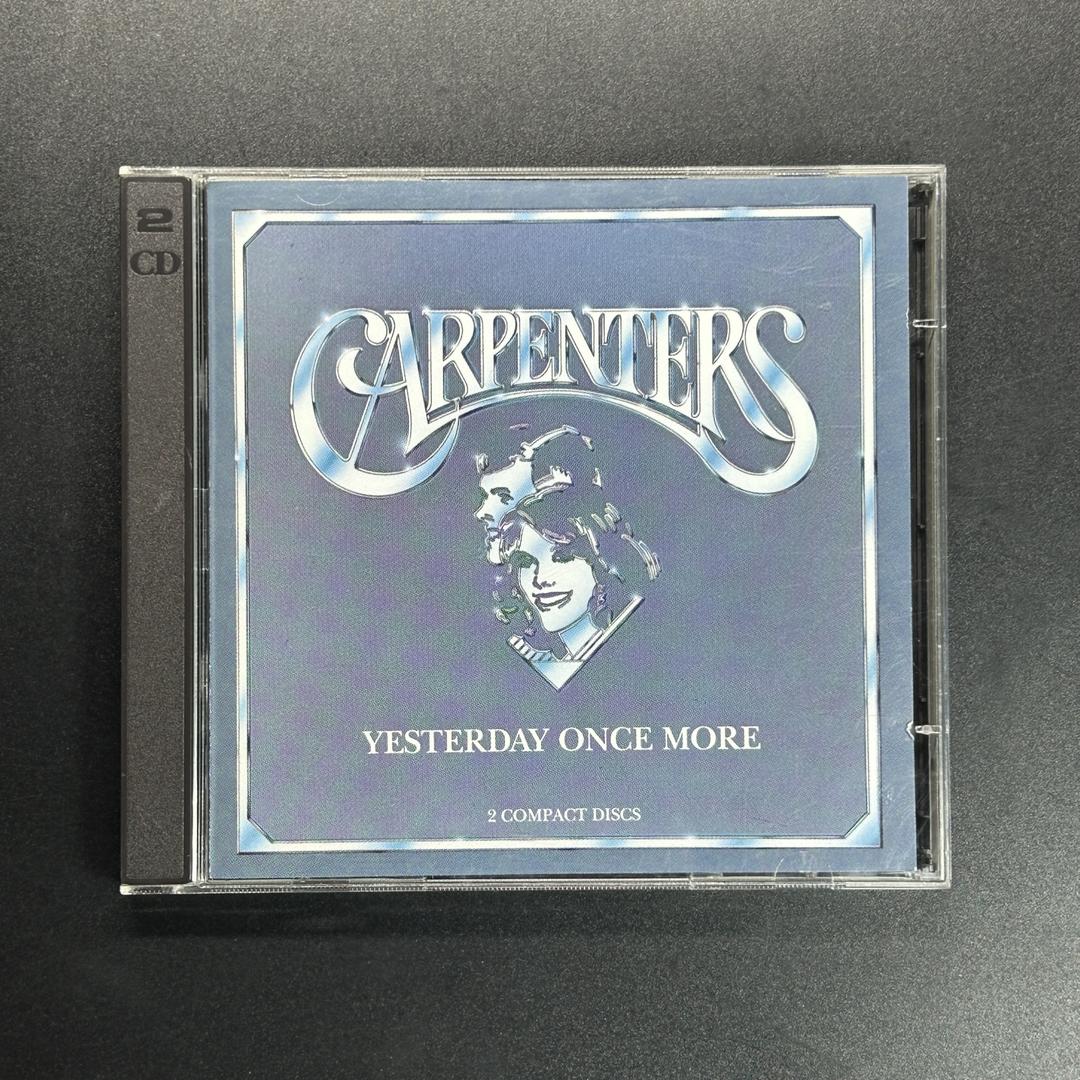 2
CD
CARPENTERS
YESTERDAY ONCE MORE
2 COMPACT DISCS